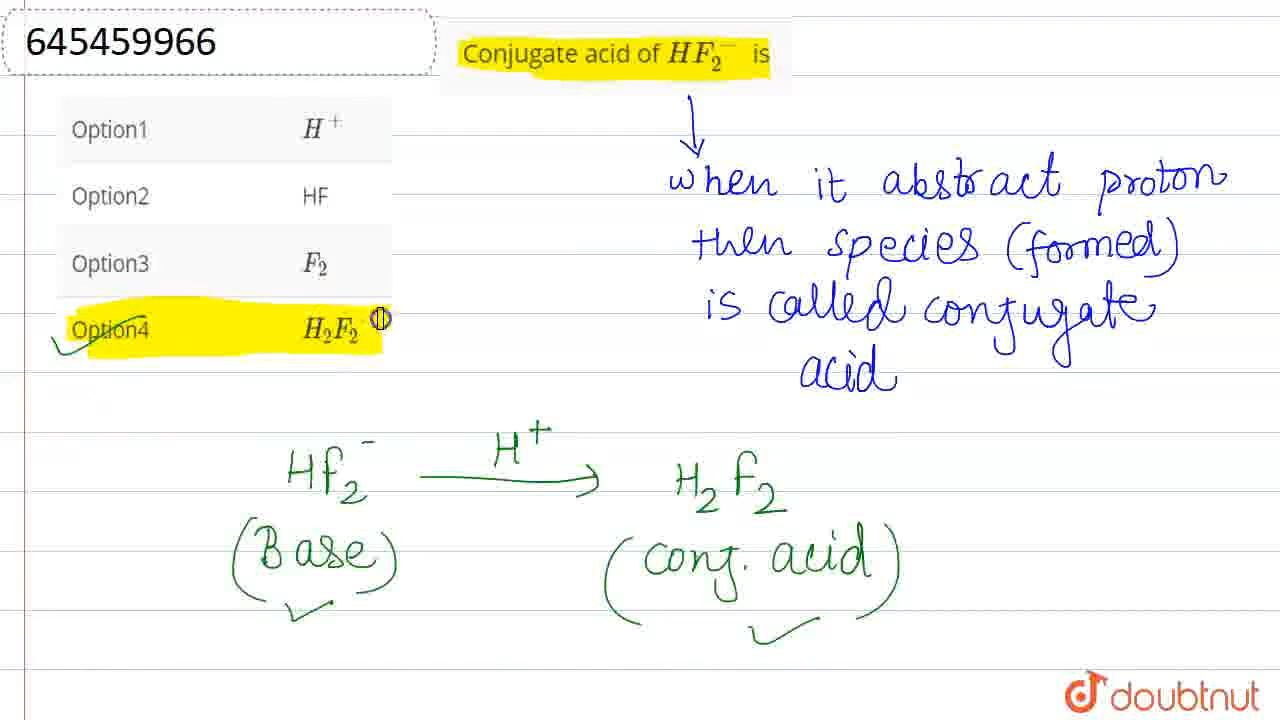 645459966
Conjugate acid of HF₂⁻ is
Option1 H⁺
Option2 HF
Option3 F₂
Option4 H₂F₂
when it abstract proton
then species (formed)
is called conjugate
acid
Hf₂⁻ H⁺ H₂F₂
(Base) (conj. acid)
doubtnut